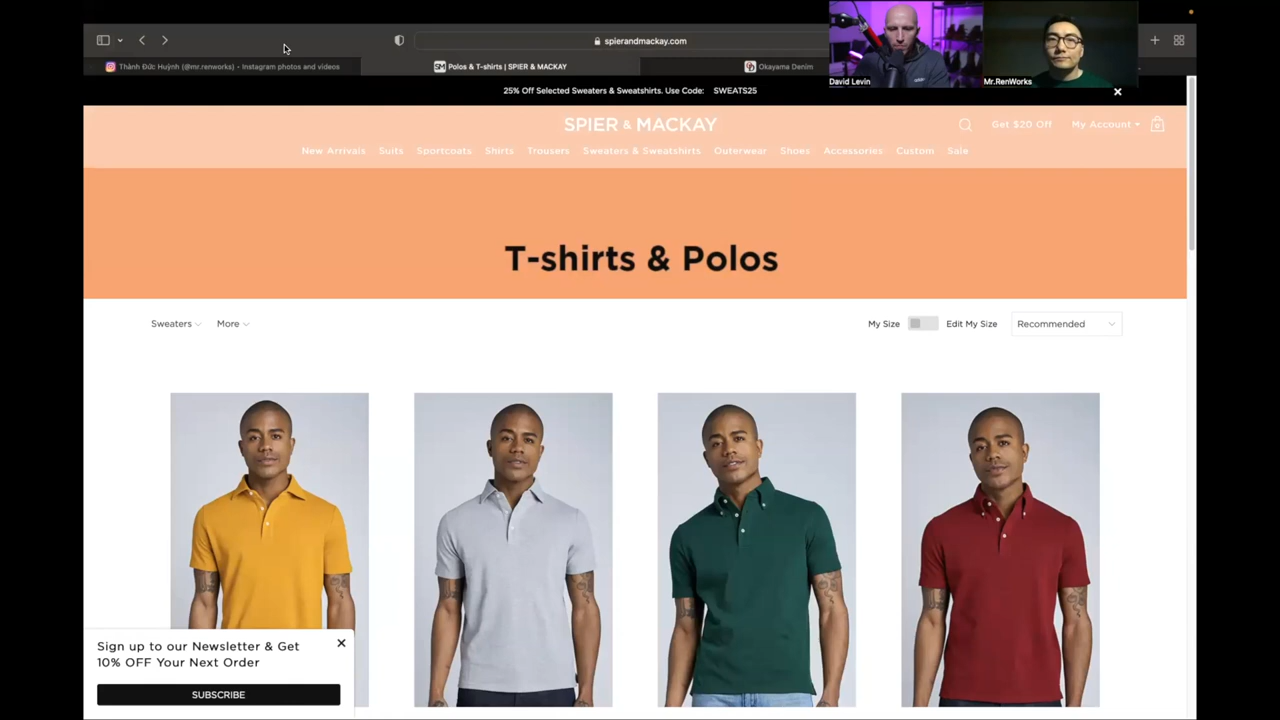 spierandmackay.com
Thành Đức Huỳnh (@mr.renworks) • Instagram photos and videos
SM Polos & T-shirts | SPIER & MACKAY
Okayama Denim
David Levin
Mr.RenWorks
25% Off Selected Sweaters & Sweatshirts. Use Code: SWEATS25
SPIER & MACKAY
Get $20 Off
My Account
0
New Arrivals Suits Sportcoats Shirts Trousers Sweaters & Sweatshirts Outerwear Shoes Accessories Custom Sale
T-shirts & Polos
Sweaters More
My Size Edit My Size Recommended
Sign up to our Newsletter & Get
10% OFF Your Next Order
SUBSCRIBE